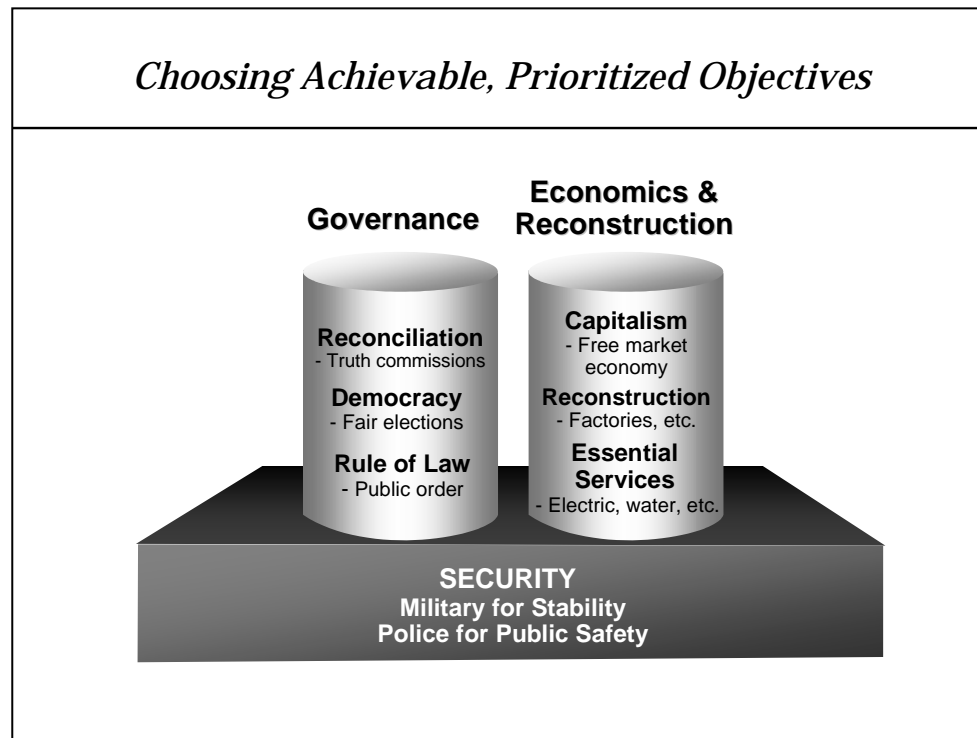 Choosing Achievable, Prioritized Objectives
Governance
Reconciliation
- Truth commissions
Democracy
- Fair elections
Rule of Law
- Public order
Economics &
Reconstruction
Capitalism
- Free market
economy
Reconstruction
- Factories, etc.
Essential
Services
- Electric, water, etc.
SECURITY
Military for Stability
Police for Public Safety